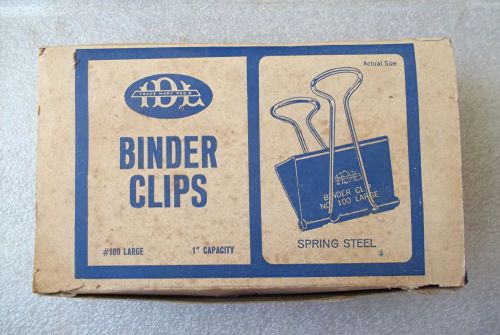 IDL
TRADE MARK REG'D
BINDER
CLIPS
#100 LARGE 1" CAPACITY
Actual Size
IDL
BINDER CLIP
NO. 100 LARGE
SPRING STEEL